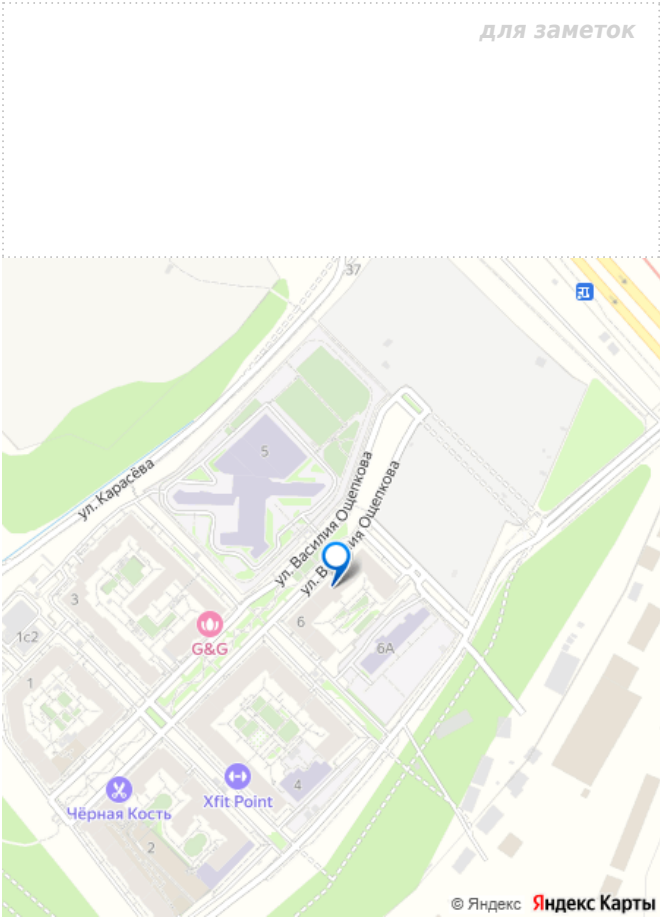 для заметок
37
5
ул. Карасёва
ул. Василия Ощепкова
ул. В
ия Ощепкова
3
1с2
G&G
6
6А
1
Xfit Point
4
Чёрная Кость
2
© Яндекс
Яндекс Карты